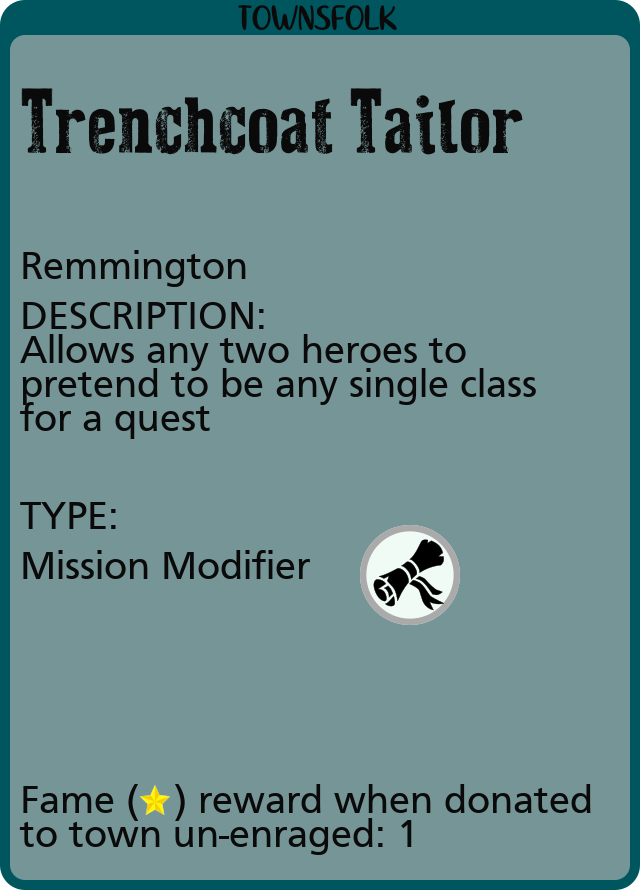 TOWNSFOLK
Trenchcoat Tailor
Remmington
DESCRIPTION:
Allows any two heroes to
pretend to be any single class
for a quest
TYPE:
Mission Modifier
Fame (⭐) reward when donated
to town un-enraged: 1